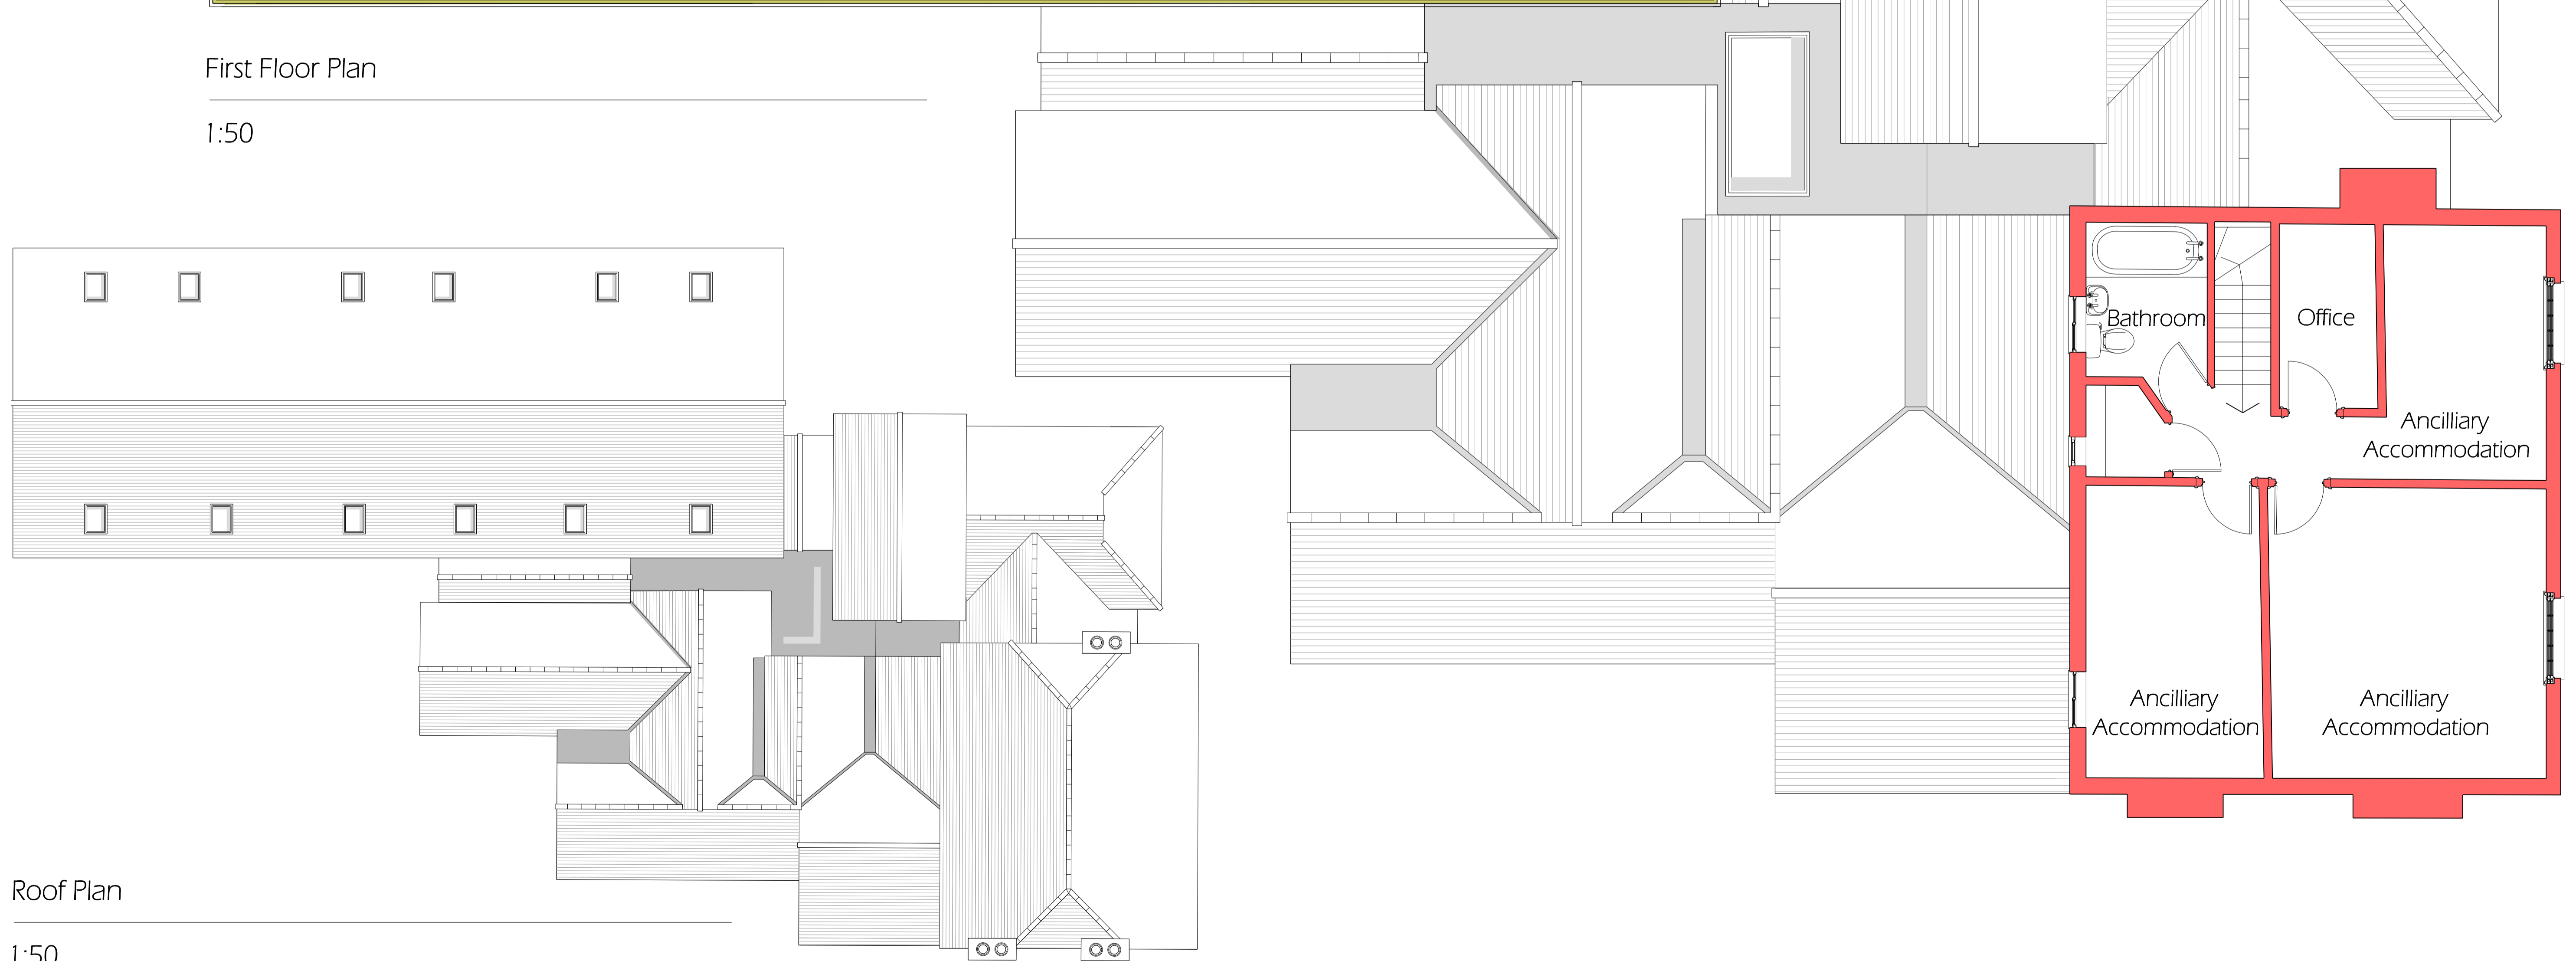 First Floor Plan
1:50
Bathroom
Office
Ancilliary
Accommodation
Ancilliary
Accommodation
Ancilliary
Accommodation
Roof Plan
1:50